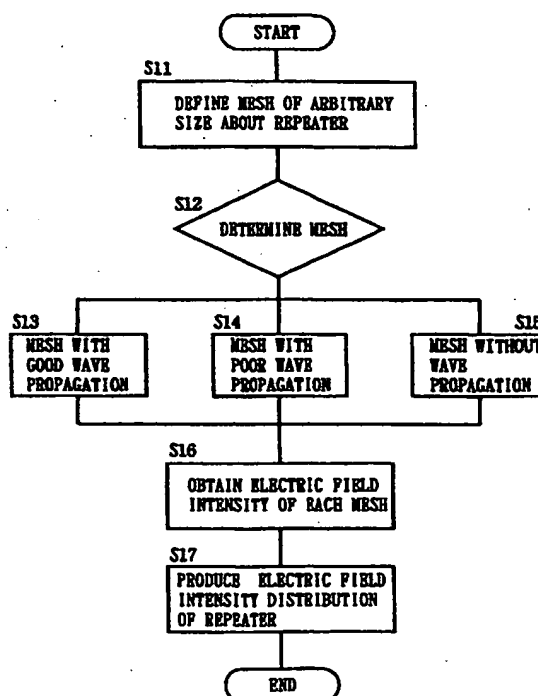 START
S11
DEFINE MESH OF ARBITRARY
SIZE ABOUT REPEATER
S12
DETERMINE MESH
S13
MESH WITH
GOOD WAVE
PROPAGATION
S14
MESH WITH
POOR WAVE
PROPAGATION
S15
MESH WITHOUT
WAVE
PROPAGATION
S16
OBTAIN ELECTRIC FIELD
INTENSITY OF EACH MESH
S17
PRODUCE ELECTRIC FIELD
INTENSITY DISTRIBUTION
OF REPEATER
END